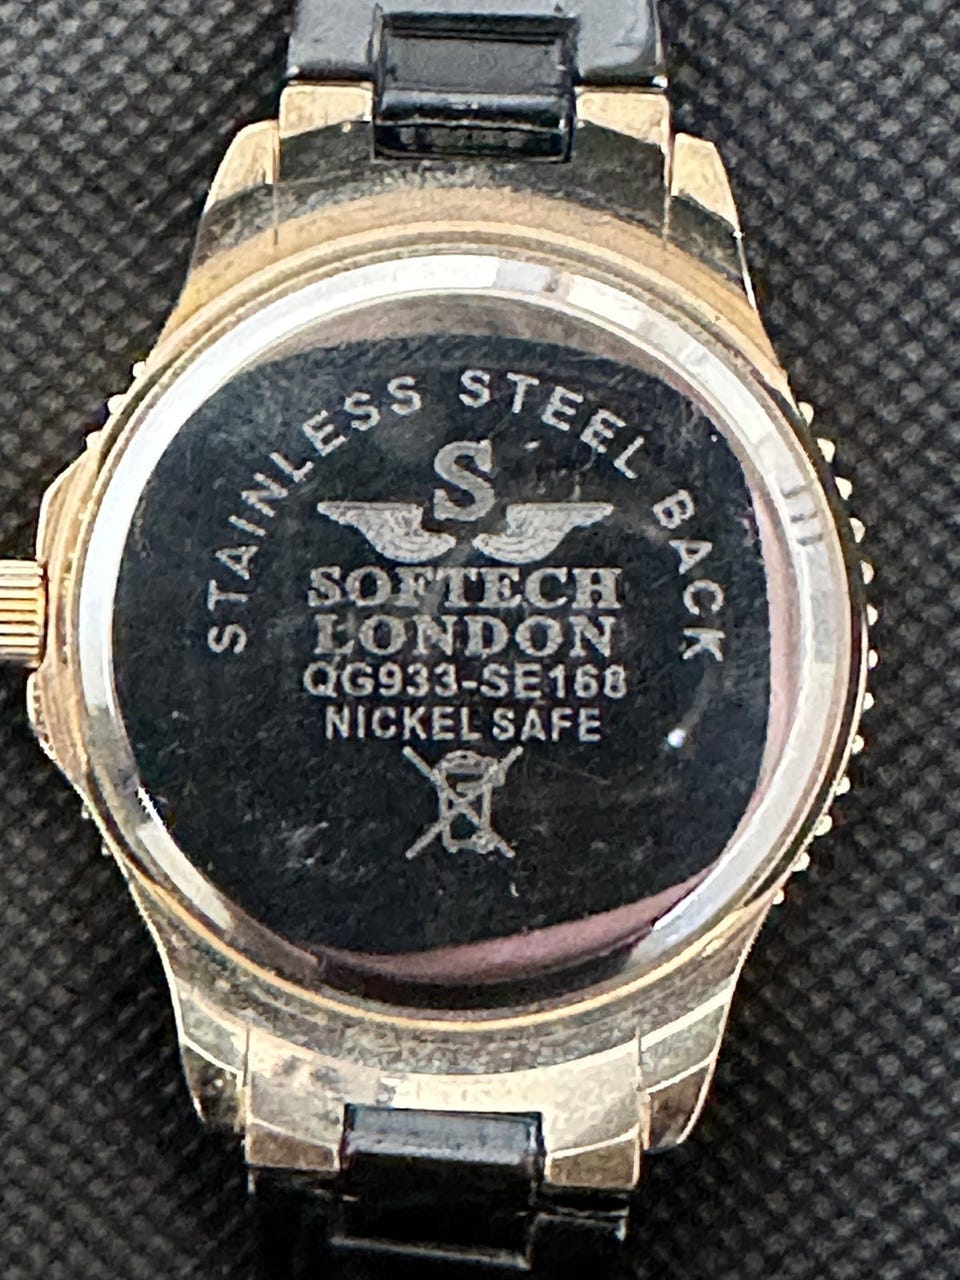 STAINLESS STEEL BACK
S
SOFTECH
LONDON
QG933-SE168
NICKEL SAFE